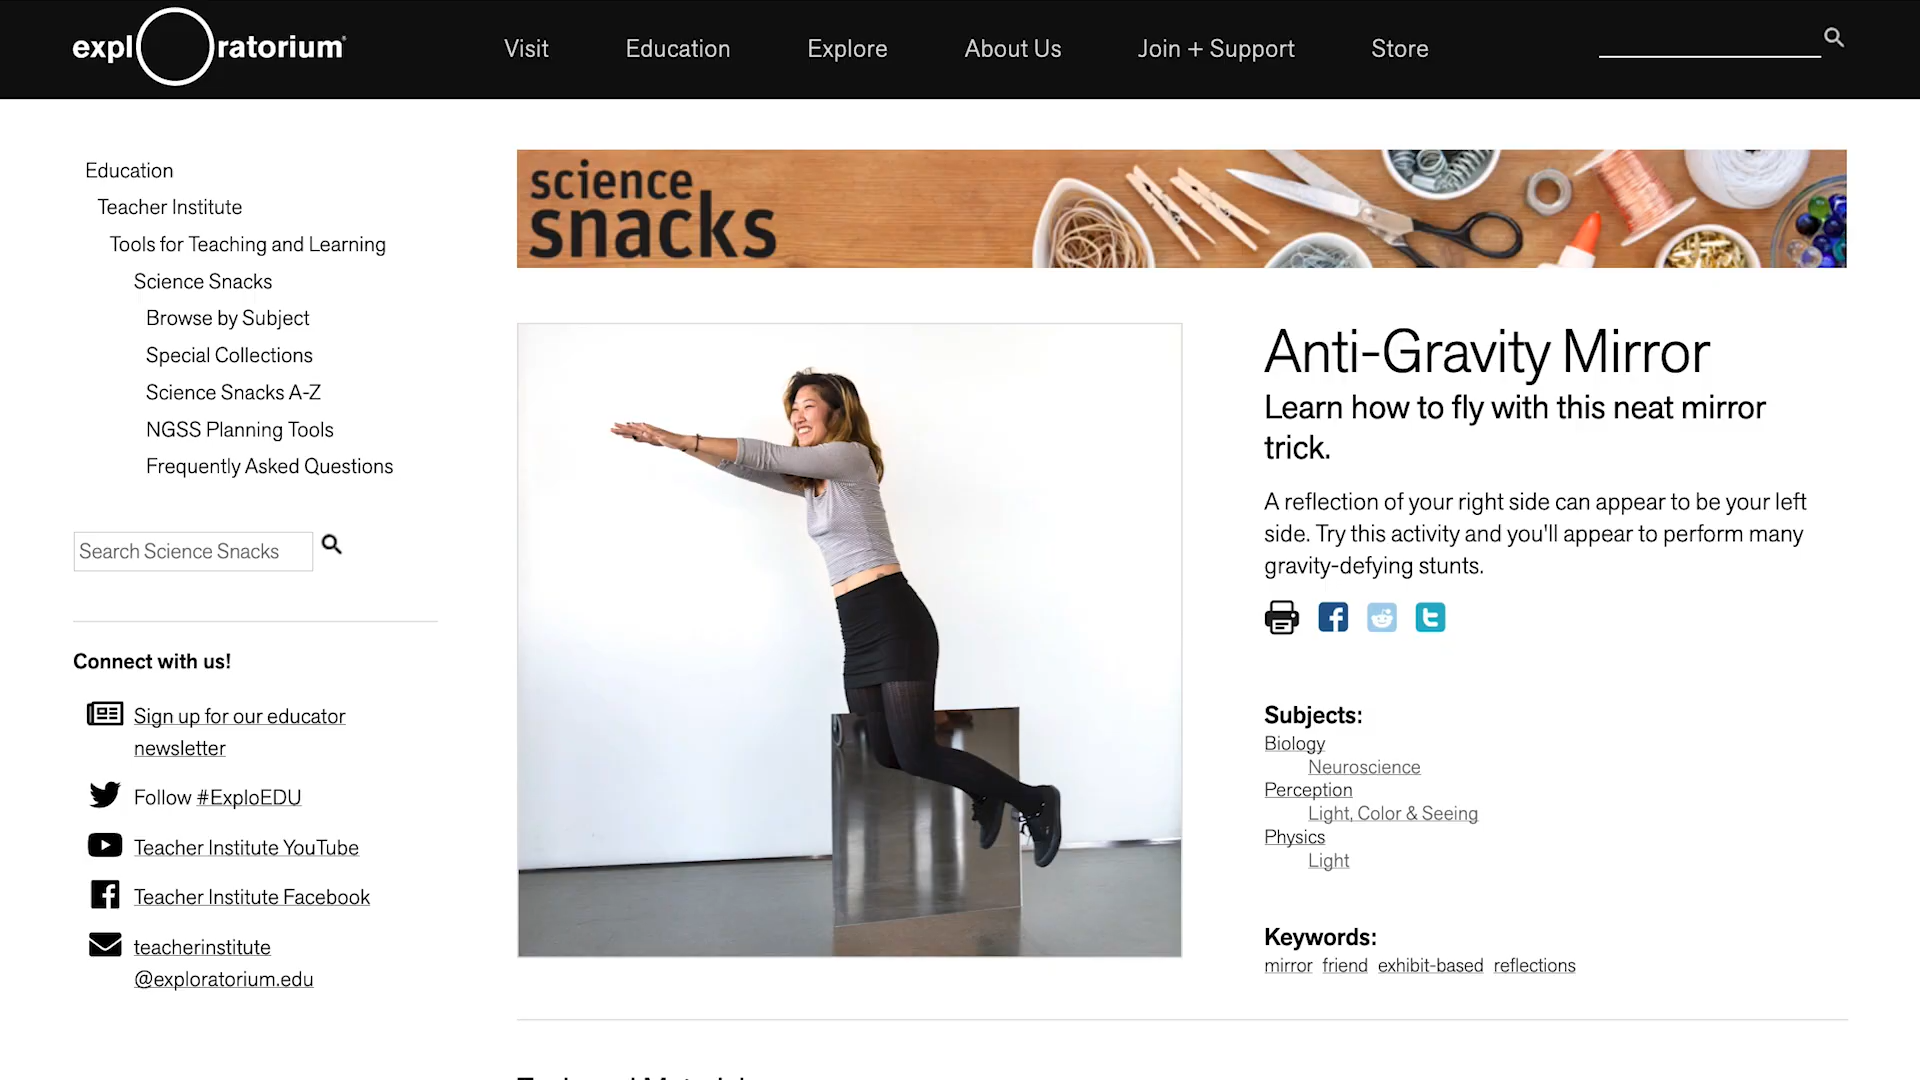 explOratorium
Visit
Education
Explore
About Us
Join + Support
Store
Education
Teacher Institute
Tools for Teaching and Learning
Science Snacks
Browse by Subject
Special Collections
Science Snacks A-Z
NGSS Planning Tools
Frequently Asked Questions
Search Science Snacks
Connect with us!
Sign up for our educator
newsletter
Follow #ExploEDU
Teacher Institute YouTube
Teacher Institute Facebook
teacherinstitute
@exploratorium.edu
science
snacks
Anti-Gravity Mirror
Learn how to fly with this neat mirror
trick.
A reflection of your right side can appear to be your left
side. Try this activity and you'll appear to perform many
gravity-defying stunts.
Subjects:
Biology
Neuroscience
Perception
Light, Color & Seeing
Physics
Light
Keywords:
mirror friend exhibit-based reflections